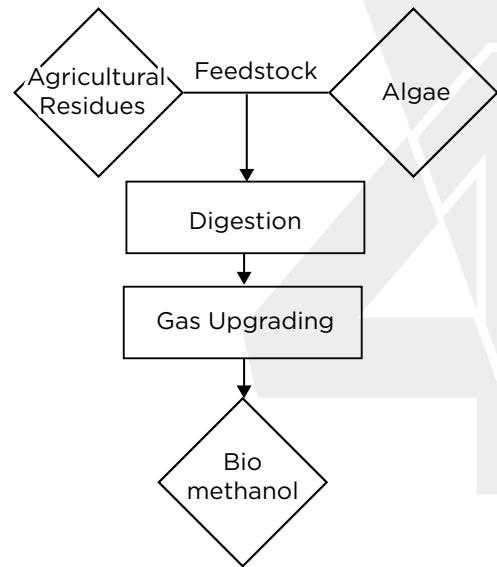 Agricultural
Residues
Feedstock
Algae
Digestion
Gas Upgrading
Bio
methanol